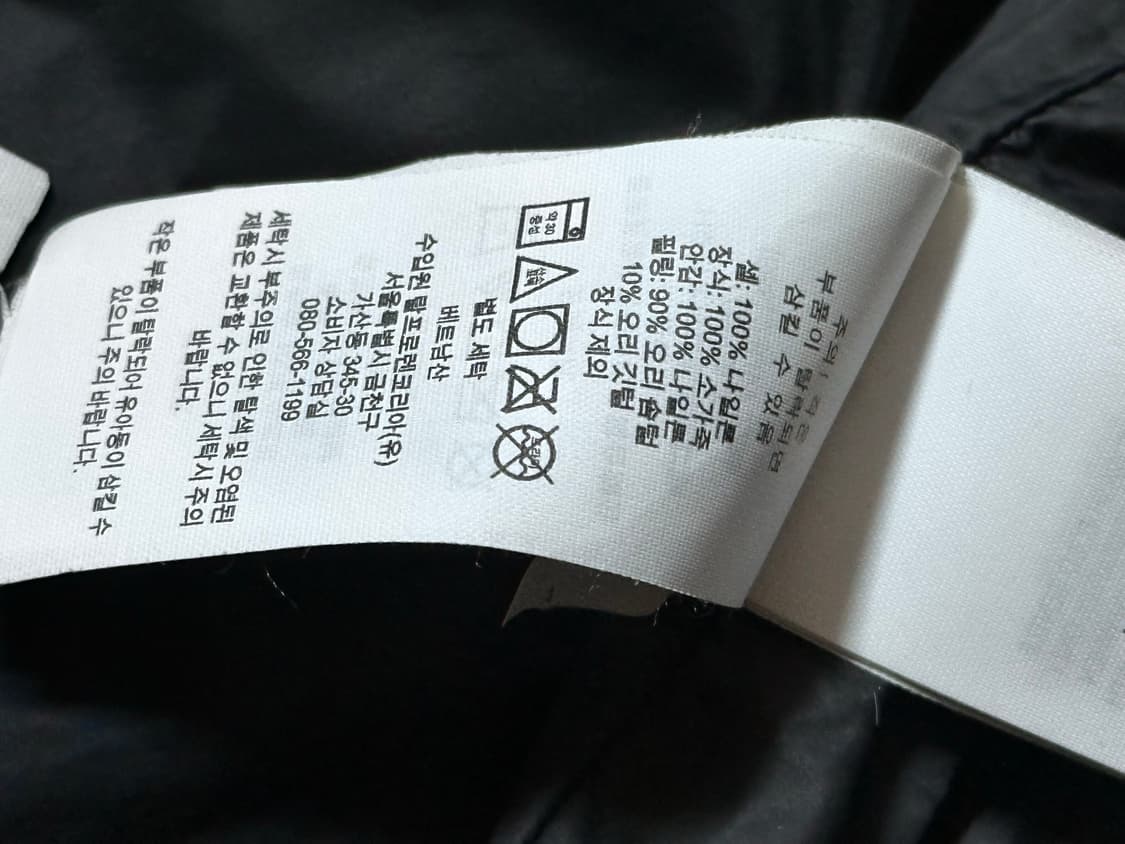 주의! 작은
부품이 탈락되면
삼킬 수 있음
셸: 100% 나일론
장식: 100% 소가죽
안감: 100% 나일론
필링: 90% 오리 솜털
10% 오리 깃털
장식 제외
약 30
중성
드라이
별도 세탁
베트남산
수입원 랄프로렌코리아(유)
서울특별시 금천구
가산동 345-30
소비자 상담실
080-566-1199
세탁시 부주의로 인한 탈색 및 오염된
제품은 교환할 수 없으니 세탁시 주의
바랍니다.
작은 부품이 탈락되어 유아동이 삼킬 수
있으니 주의 바랍니다.